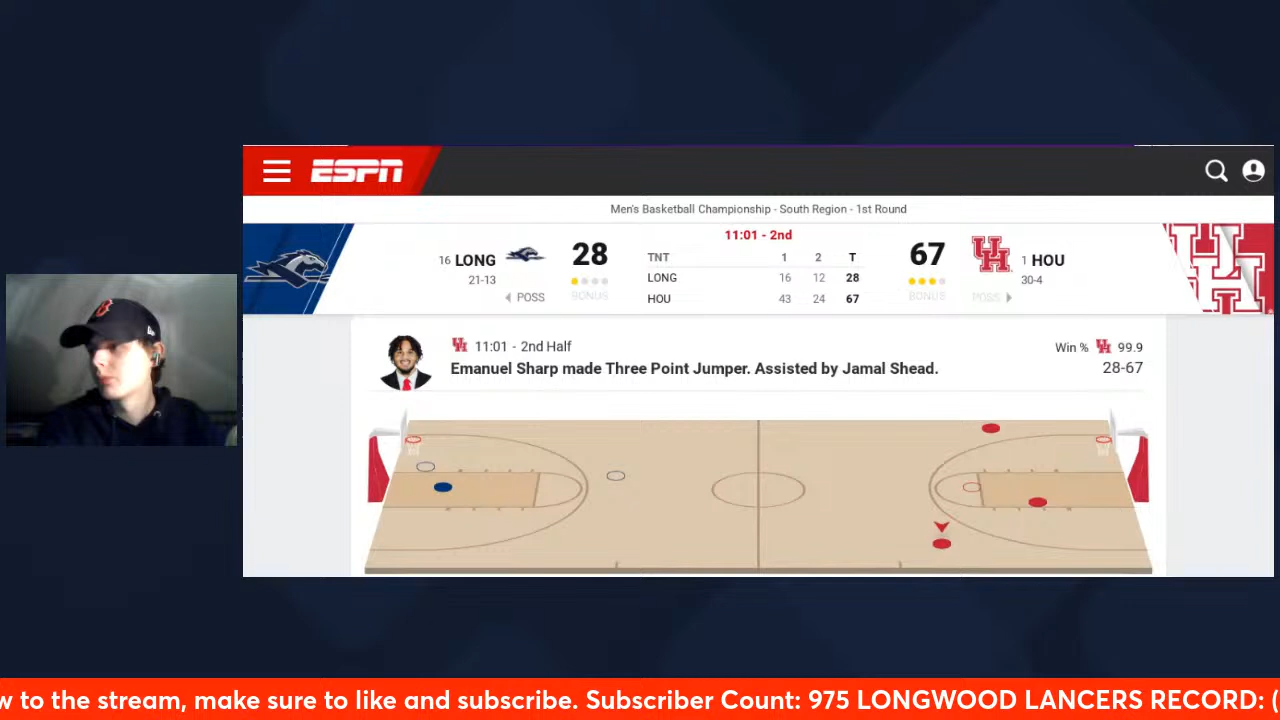 ESPN
Men's Basketball Championship - South Region - 1st Round
11:01 - 2nd
16 LONG
21-13
POSS
28
BONUS
TNT 1 2 T
LONG 16 12 28
HOU 43 24 67
67
BONUS
1 HOU
30-4
POSS
11:01 - 2nd Half
Emanuel Sharp made Three Point Jumper. Assisted by Jamal Shead.
Win % 99.9
28-67
w to the stream, make sure to like and subscribe. Subscriber Count: 975 LONGWOOD LANCERS RECORD: (